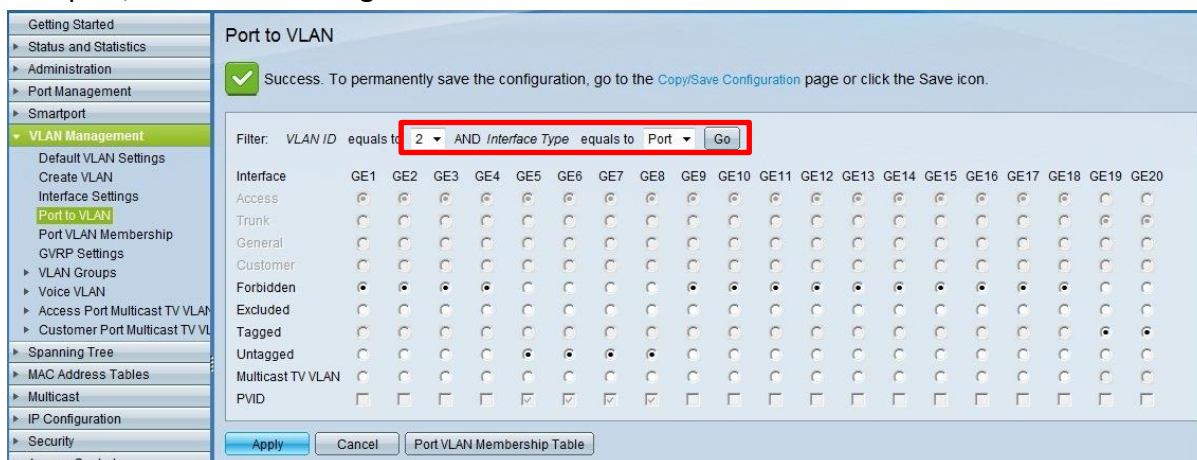 Getting Started
Status and Statistics
Administration
Port Management
Smartport
VLAN Management
Default VLAN Settings
Create VLAN
Interface Settings
Port to VLAN
Port VLAN Membership
GVRP Settings
VLAN Groups
Voice VLAN
Access Port Multicast TV VLAN
Customer Port Multicast TV VL
Spanning Tree
MAC Address Tables
Multicast
IP Configuration
Security
Port to VLAN
Success. To permanently save the configuration, go to the Copy/Save Configuration page or click the Save icon.
Filter: VLAN ID equals to 2 AND Interface Type equals to Port Go
Interface GE1 GE2 GE3 GE4 GE5 GE6 GE7 GE8 GE9 GE10 GE11 GE12 GE13 GE14 GE15 GE16 GE17 GE18 GE19 GE20
Access
Trunk
General
Customer
Forbidden
Excluded
Tagged
Untagged
Multicast TV VLAN
PVID
Apply Cancel Port VLAN Membership Table